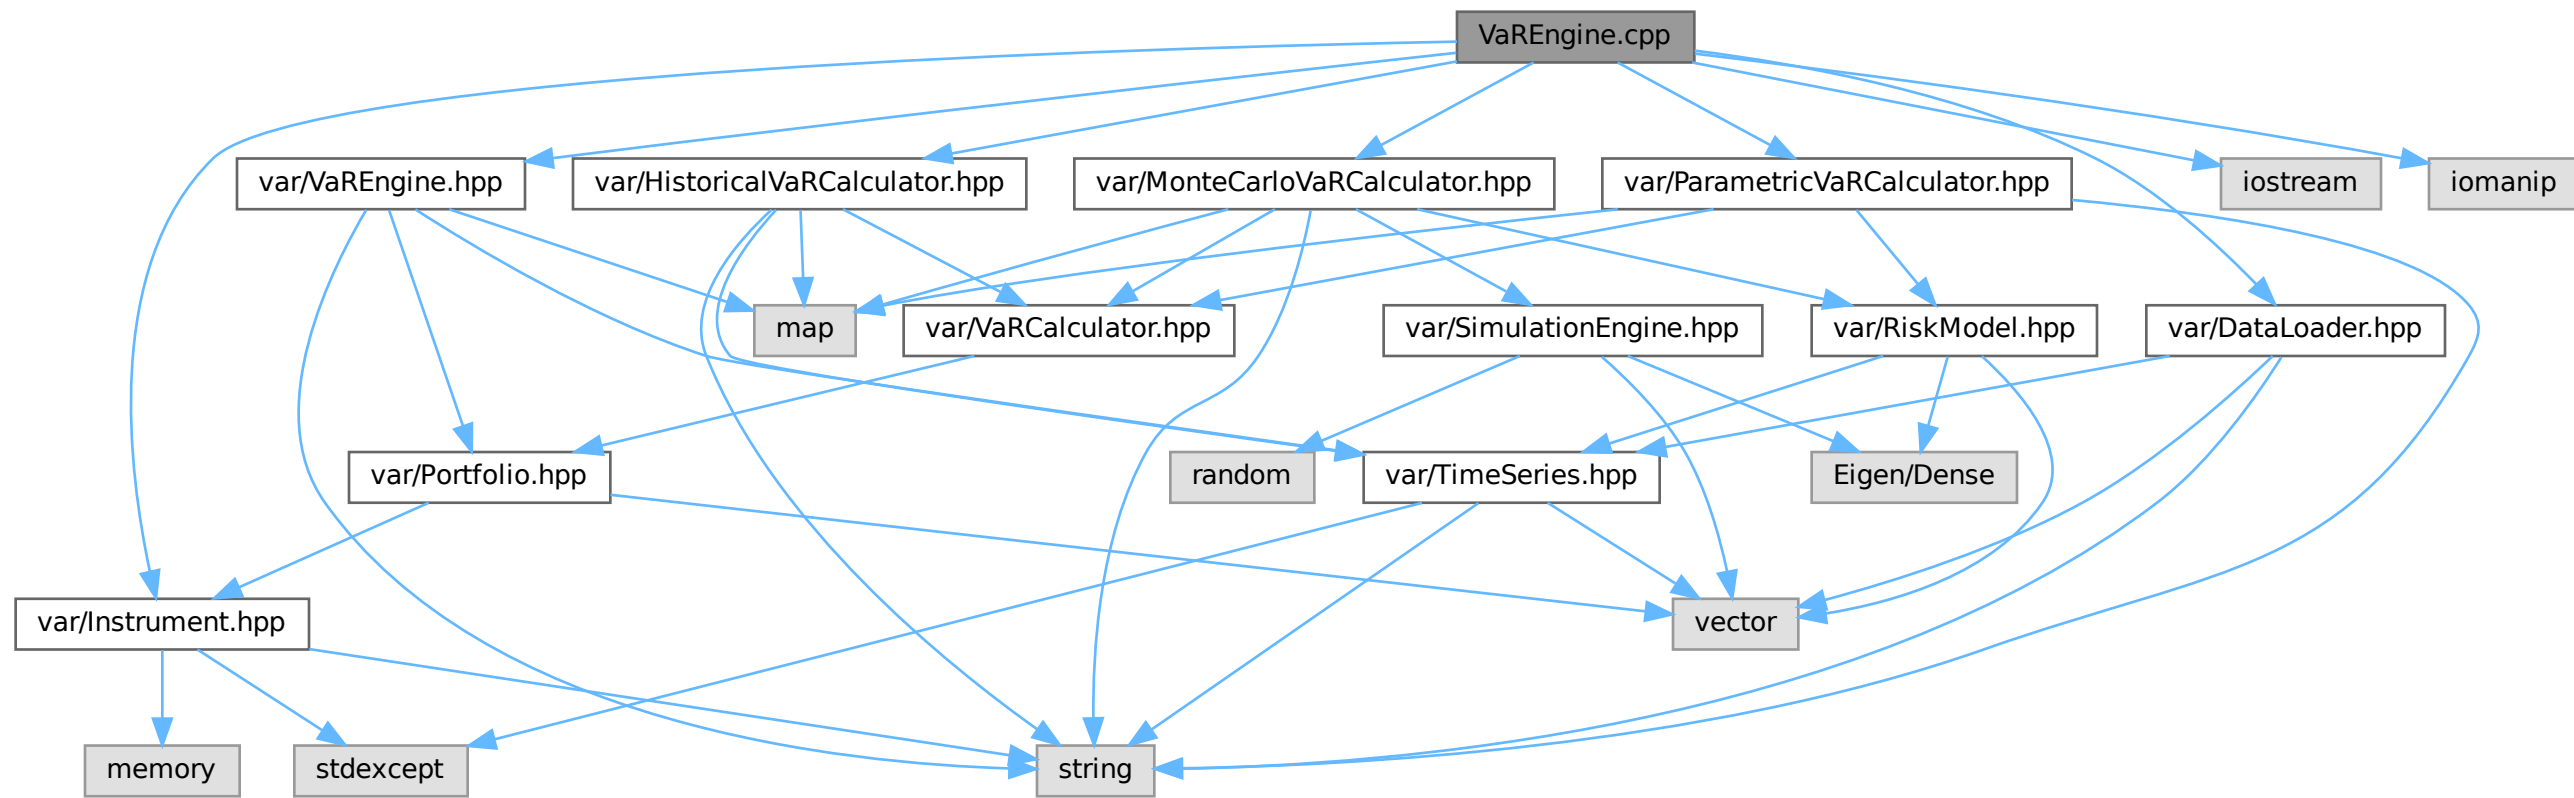 VaREngine.cpp
var/VaREngine.hpp
var/HistoricalVaRCalculator.hpp
var/MonteCarloVaRCalculator.hpp
var/ParametricVaRCalculator.hpp
iostream
iomanip
map
var/VaRCalculator.hpp
var/SimulationEngine.hpp
var/RiskModel.hpp
var/DataLoader.hpp
var/Portfolio.hpp
random
var/TimeSeries.hpp
Eigen/Dense
var/Instrument.hpp
vector
memory
stdexcept
string